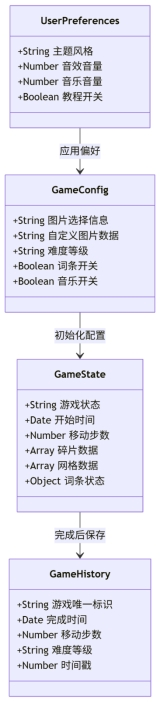 UserPreferences
+String 主题风格
+Number 音效音量
+Number 音乐音量
+Boolean 教程开关
应用偏好
GameConfig
+String 图片选择信息
+String 自定义图片数据
+String 难度等级
+Boolean 词条开关
+Boolean 音乐开关
初始化配置
GameState
+String 游戏状态
+Date 开始时间
+Number 移动步数
+Array 碎片数据
+Array 网格数据
+Object 词条状态
完成后保存
GameHistory
+String 游戏唯一标识
+Date 完成时间
+Number 移动步数
+String 难度等级
+Number 时间戳